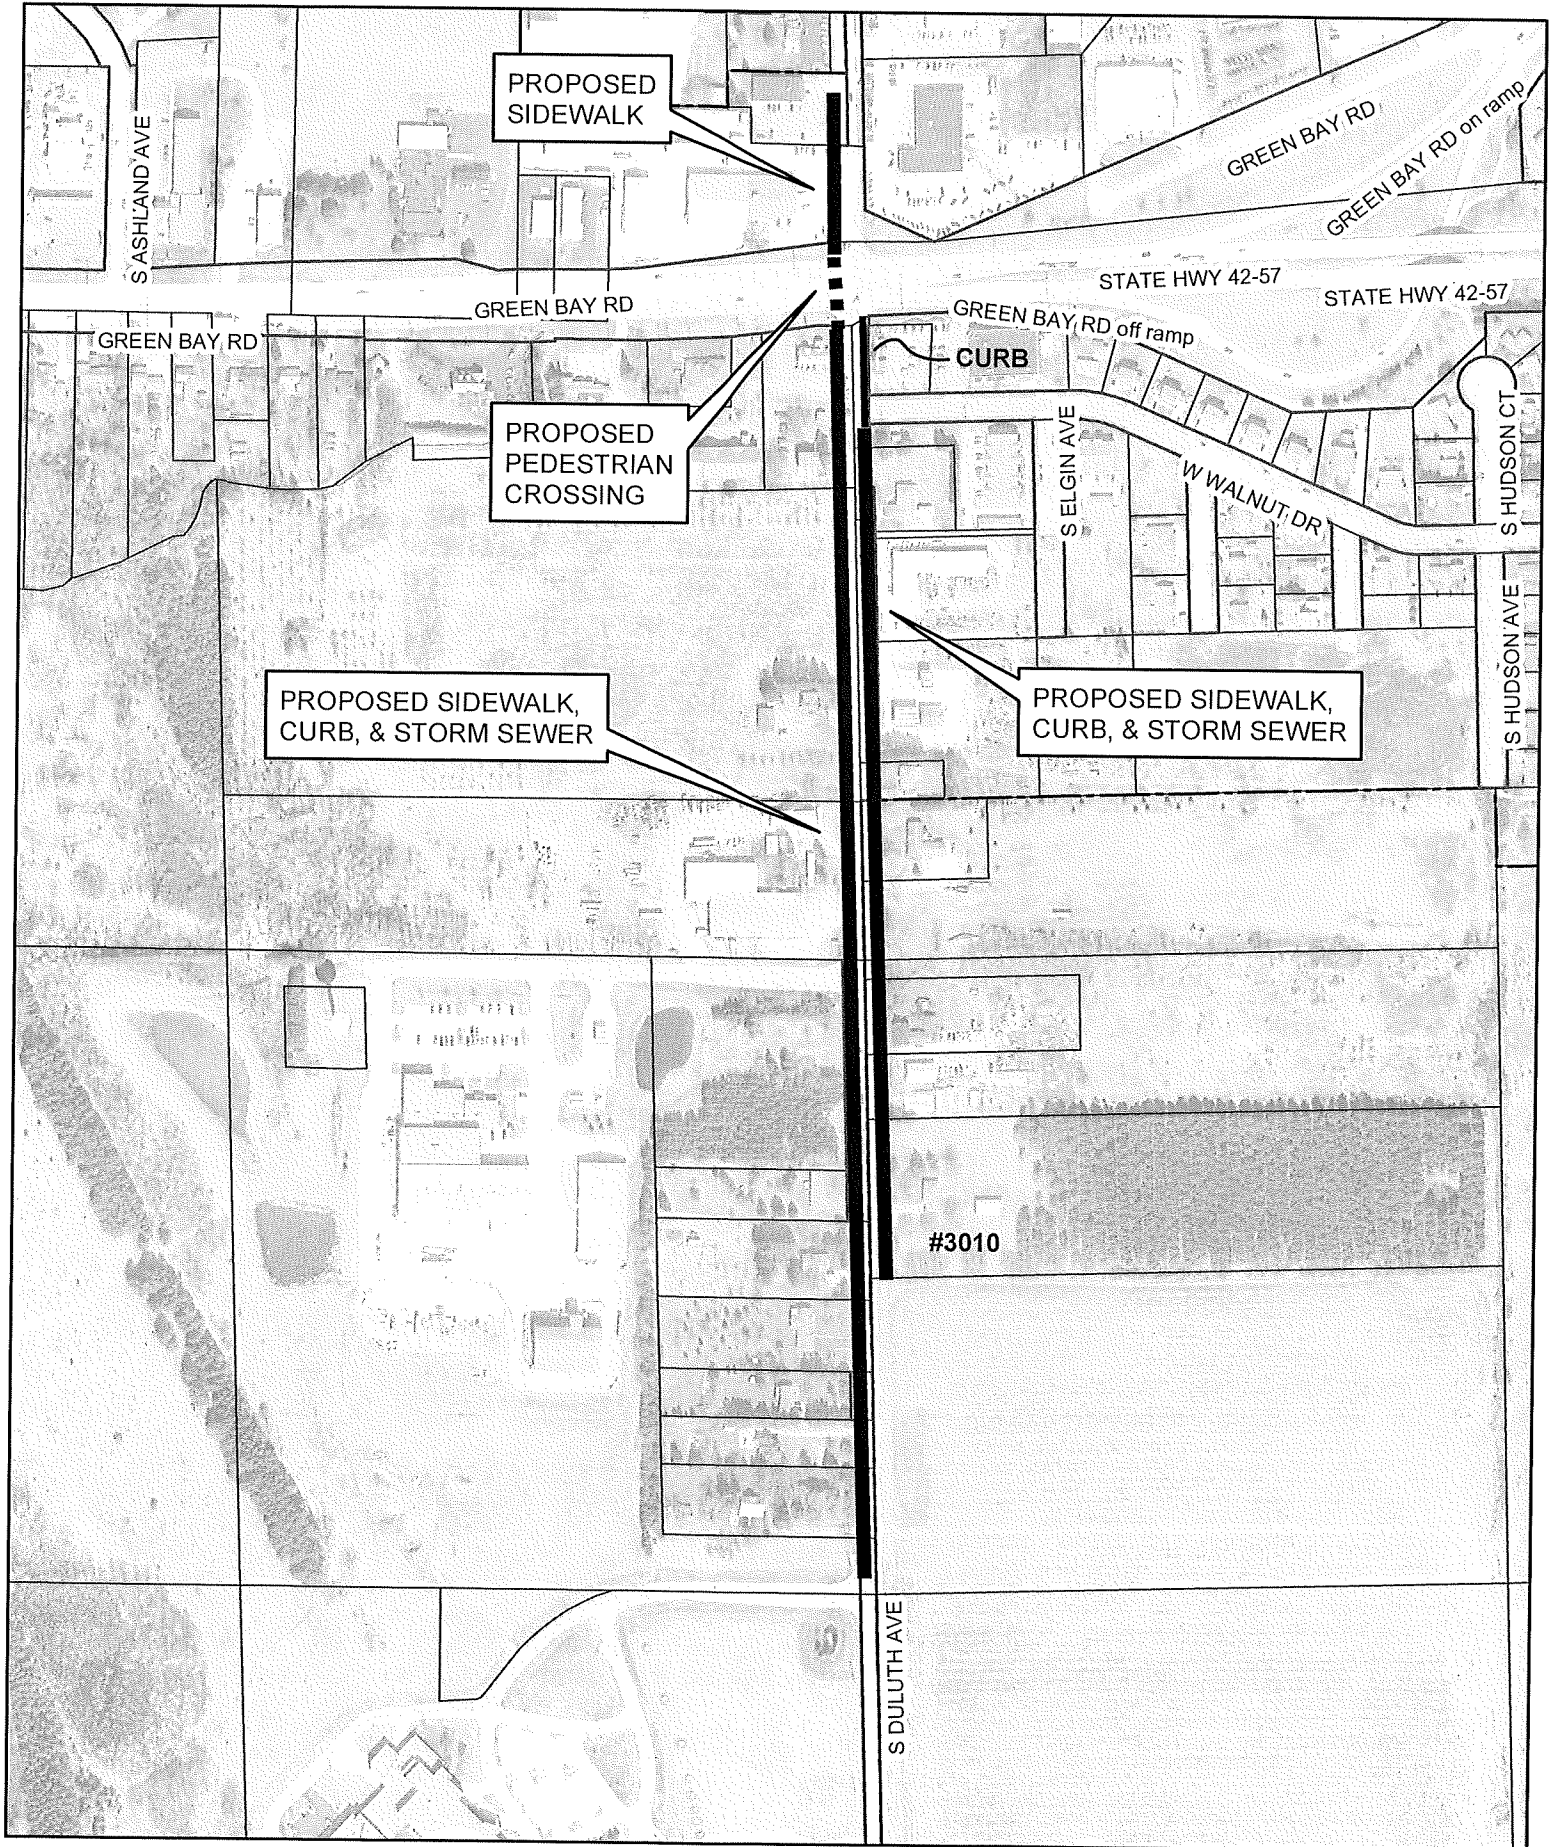 PROPOSED
SIDEWALK
S ASHLAND AVE
GREEN BAY RD
GREEN BAY RD on ramp
STATE HWY 42-57
STATE HWY 42-57
GREEN BAY RD
GREEN BAY RD
GREEN BAY RD off ramp
CURB
PROPOSED
PEDESTRIAN
CROSSING
S ELGIN AVE
W WALNUT DR
S HUDSON CT
S HUDSON AVE
PROPOSED SIDEWALK,
CURB, & STORM SEWER
PROPOSED SIDEWALK,
CURB, & STORM SEWER
#3010
S DULUTH AVE